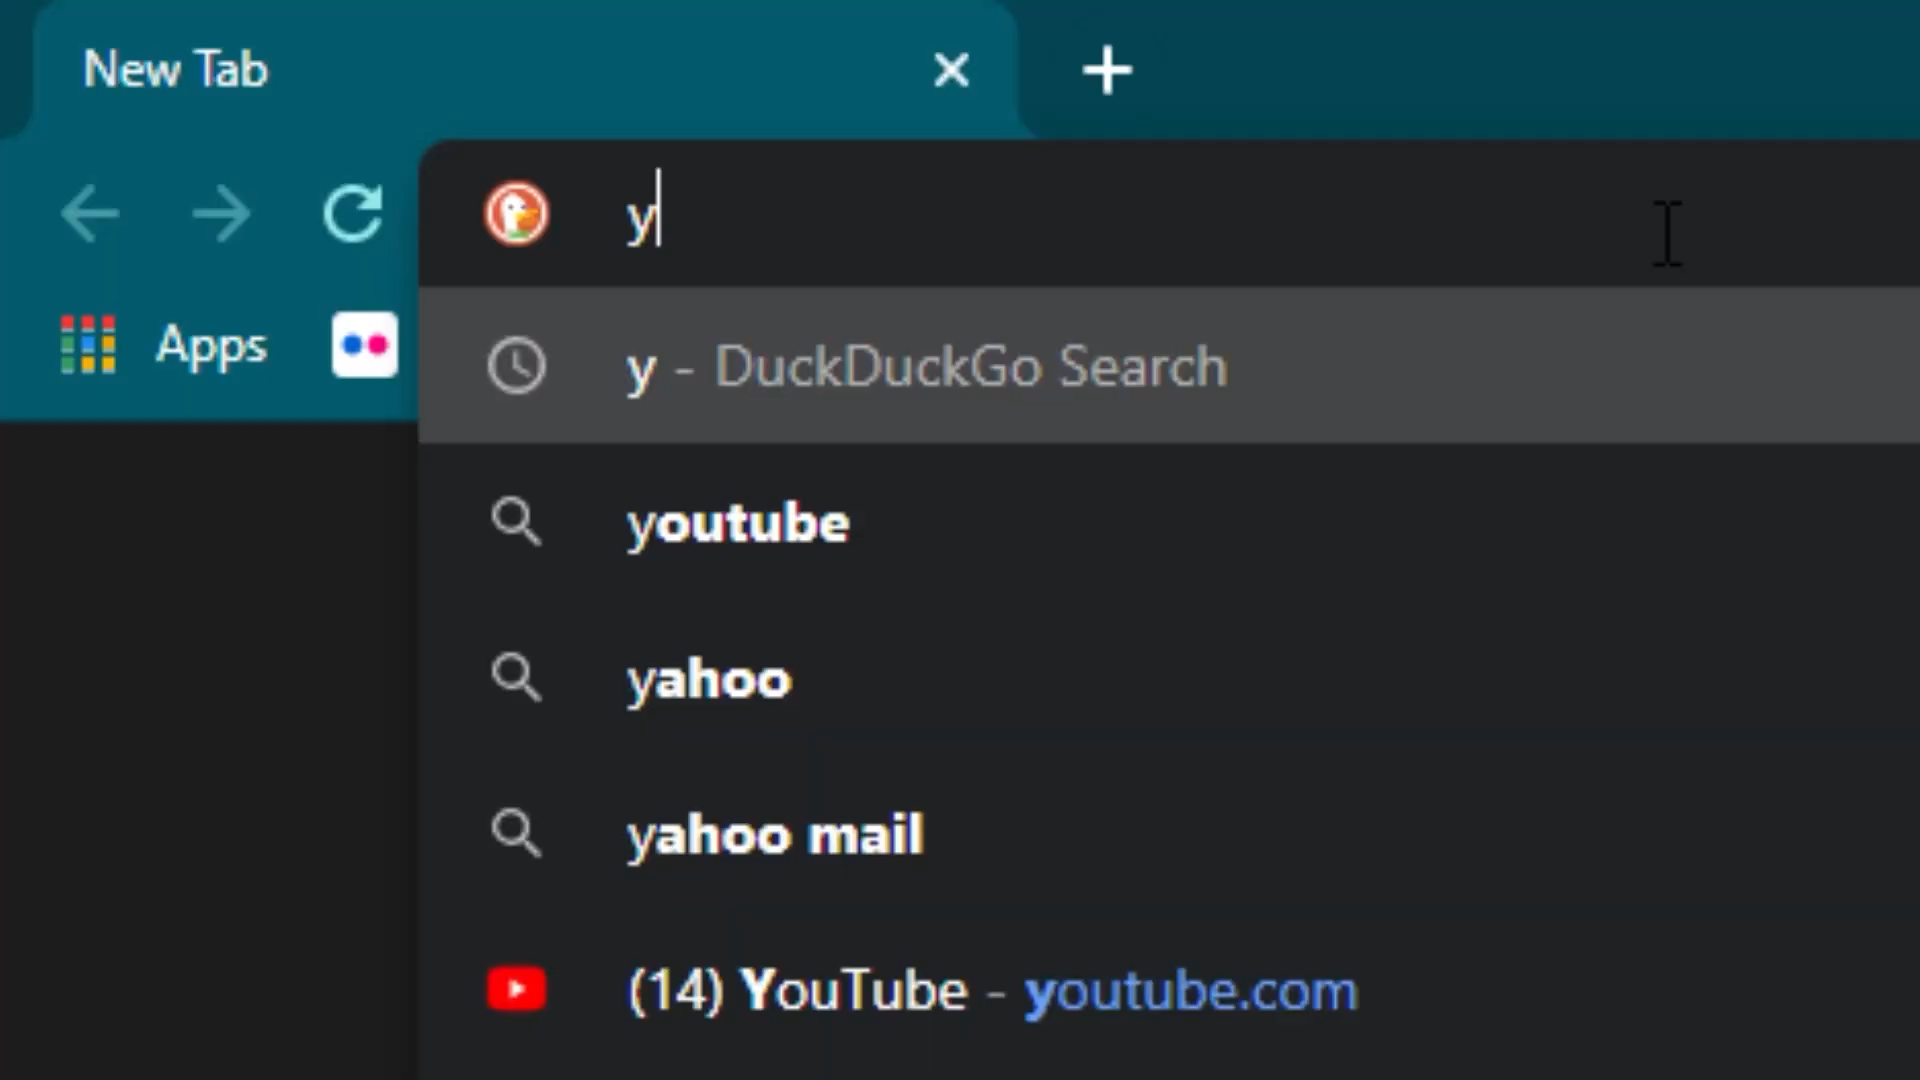 New Tab
y
Apps
y - DuckDuckGo Search
youtube
yahoo
yahoo mail
(14) YouTube - youtube.com